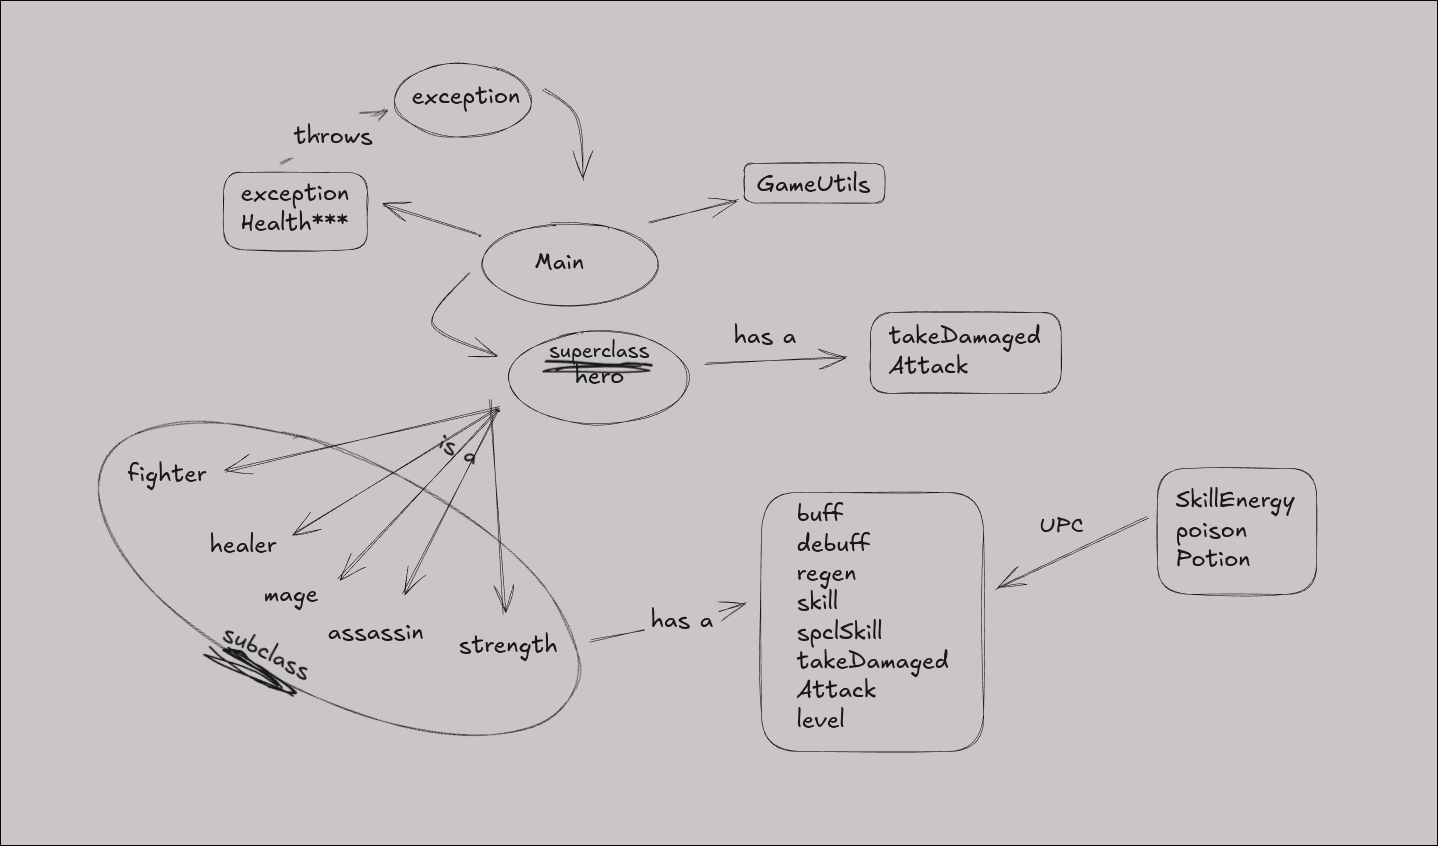 exception
throws
exception
Health***
GameUtils
Main
superclass
hero
has a
takeDamaged
Attack
is a
fighter
healer
mage
assassin
strength
subclass
has a
buff
debuff
regen
skill
spclSkill
takeDamaged
Attack
level
UPC
SkillEnergy
poison
Potion